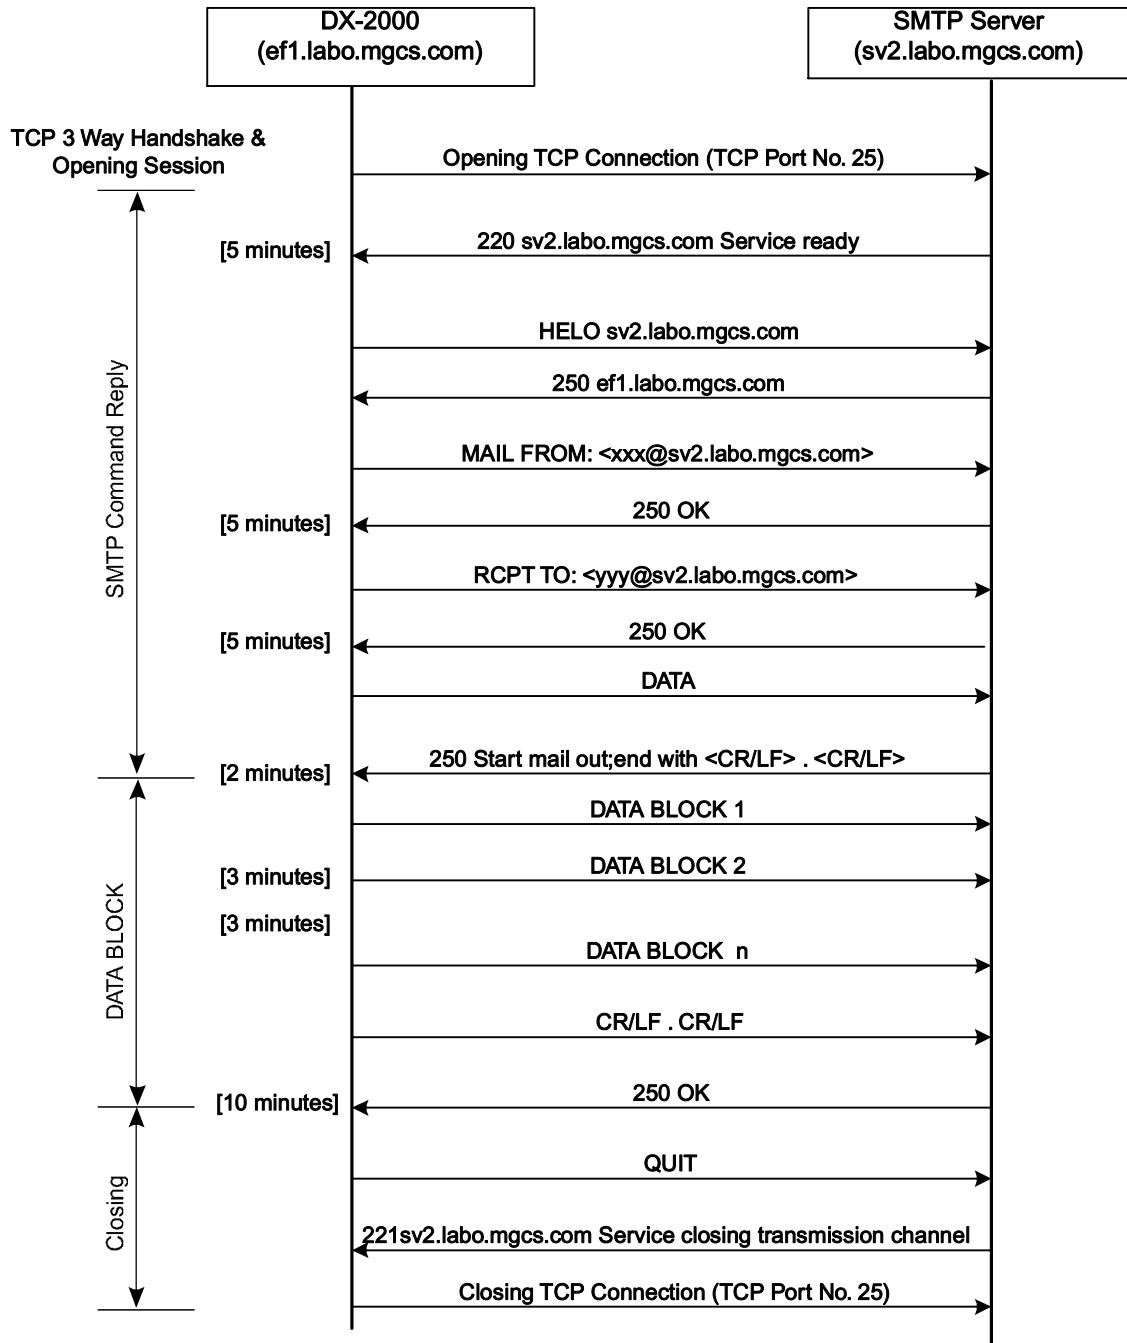 DX-2000
(ef1.labo.mgcs.com)
SMTP Server
(sv2.labo.mgcs.com)
TCP 3 Way Handshake &
Opening Session
Opening TCP Connection (TCP Port No. 25)
[5 minutes]
220 sv2.labo.mgcs.com Service ready
HELO sv2.labo.mgcs.com
250 ef1.labo.mgcs.com
MAIL FROM: <xxx@sv2.labo.mgcs.com>
SMTP Command Reply
[5 minutes]
250 OK
RCPT TO: <yyy@sv2.labo.mgcs.com>
[5 minutes]
250 OK
DATA
[2 minutes]
250 Start mail out;end with <CR/LF> . <CR/LF>
DATA BLOCK 1
[3 minutes]
DATA BLOCK 2
[3 minutes]
DATA BLOCK
DATA BLOCK n
CR/LF . CR/LF
[10 minutes]
250 OK
QUIT
Closing
221sv2.labo.mgcs.com Service closing transmission channel
Closing TCP Connection (TCP Port No. 25)